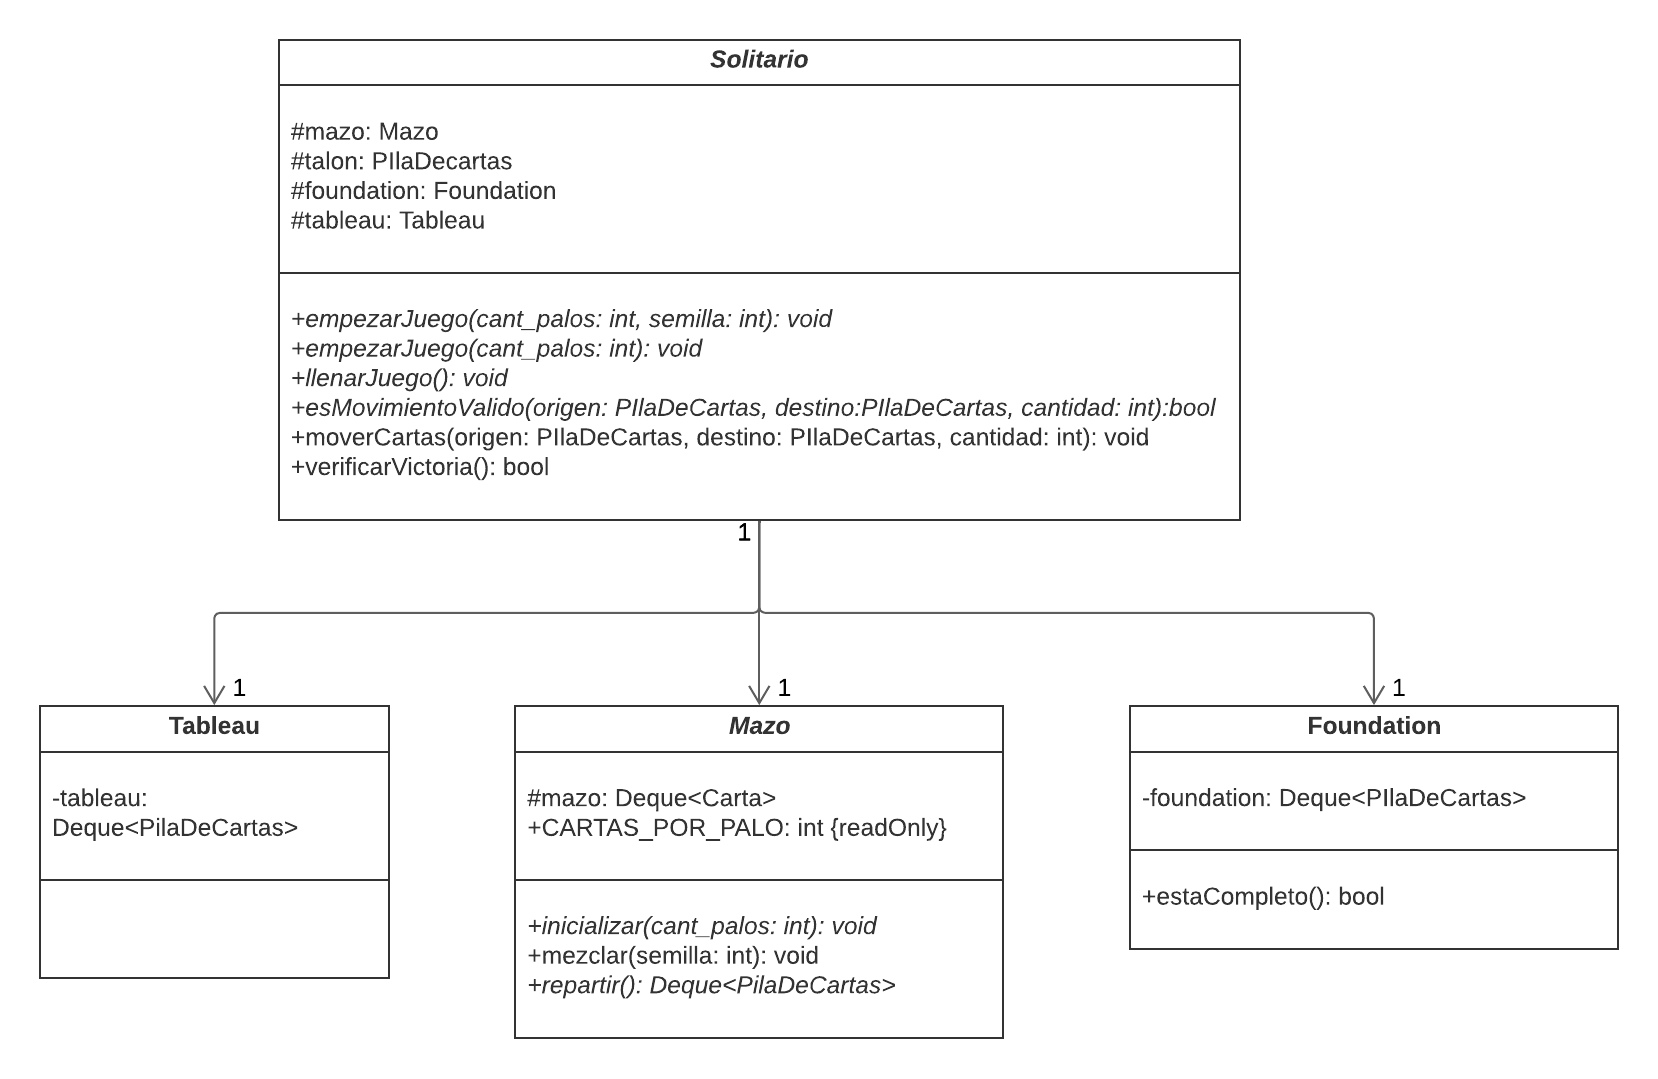 Solitario
#mazo: Mazo
#talon: PIlaDecartas
#foundation: Foundation
#tableau: Tableau
+empezarJuego(cant_palos: int, semilla: int): void
+empezarJuego(cant_palos: int): void
+llenarJuego(): void
+esMovimientoValido(origen: PIlaDeCartas, destino:PIlaDeCartas, cantidad: int):bool
+moverCartas(origen: PIlaDeCartas, destino: PIlaDeCartas, cantidad: int): void
+verificarVictoria(): bool
1
1
1
1
Tableau
-tableau:
Deque<PilaDeCartas>
Mazo
#mazo: Deque<Carta>
+CARTAS_POR_PALO: int {readOnly}
+inicializar(cant_palos: int): void
+mezclar(semilla: int): void
+repartir(): Deque<PilaDeCartas>
Foundation
-foundation: Deque<PIlaDeCartas>
+estaCompleto(): bool